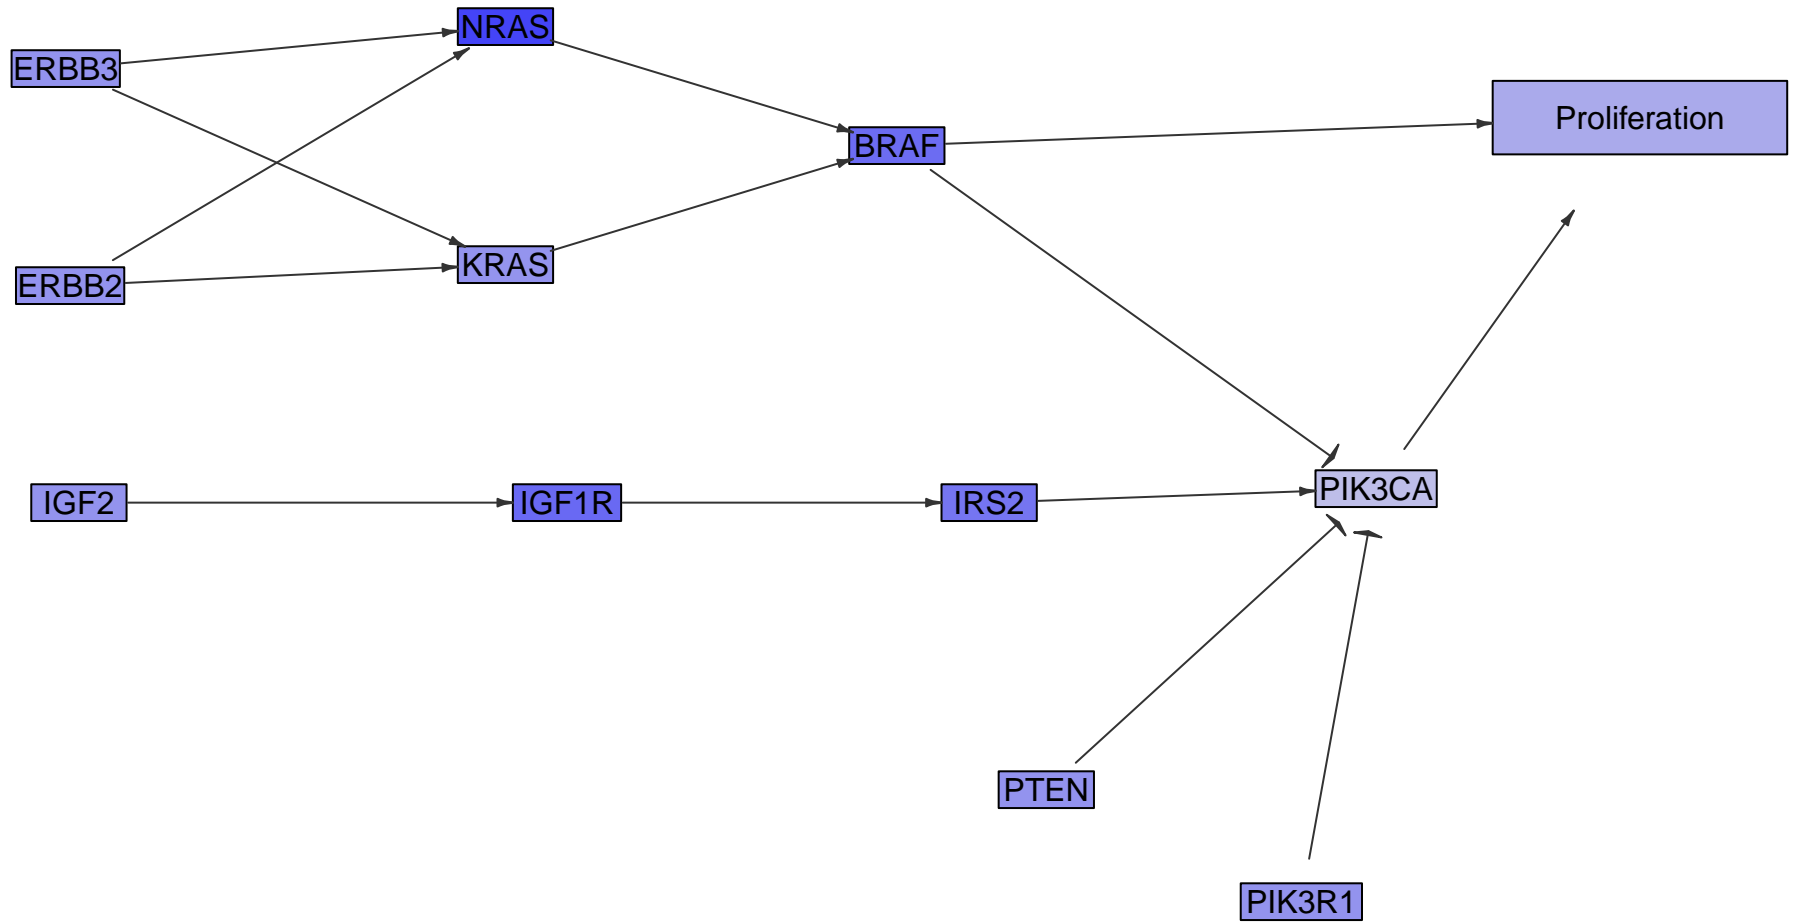 NRAS
ERBB3
Proliferation
BRAF
KRAS
ERBB2
PIK3CA
IGF2
IGF1R
IRS2
PTEN
PIK3R1